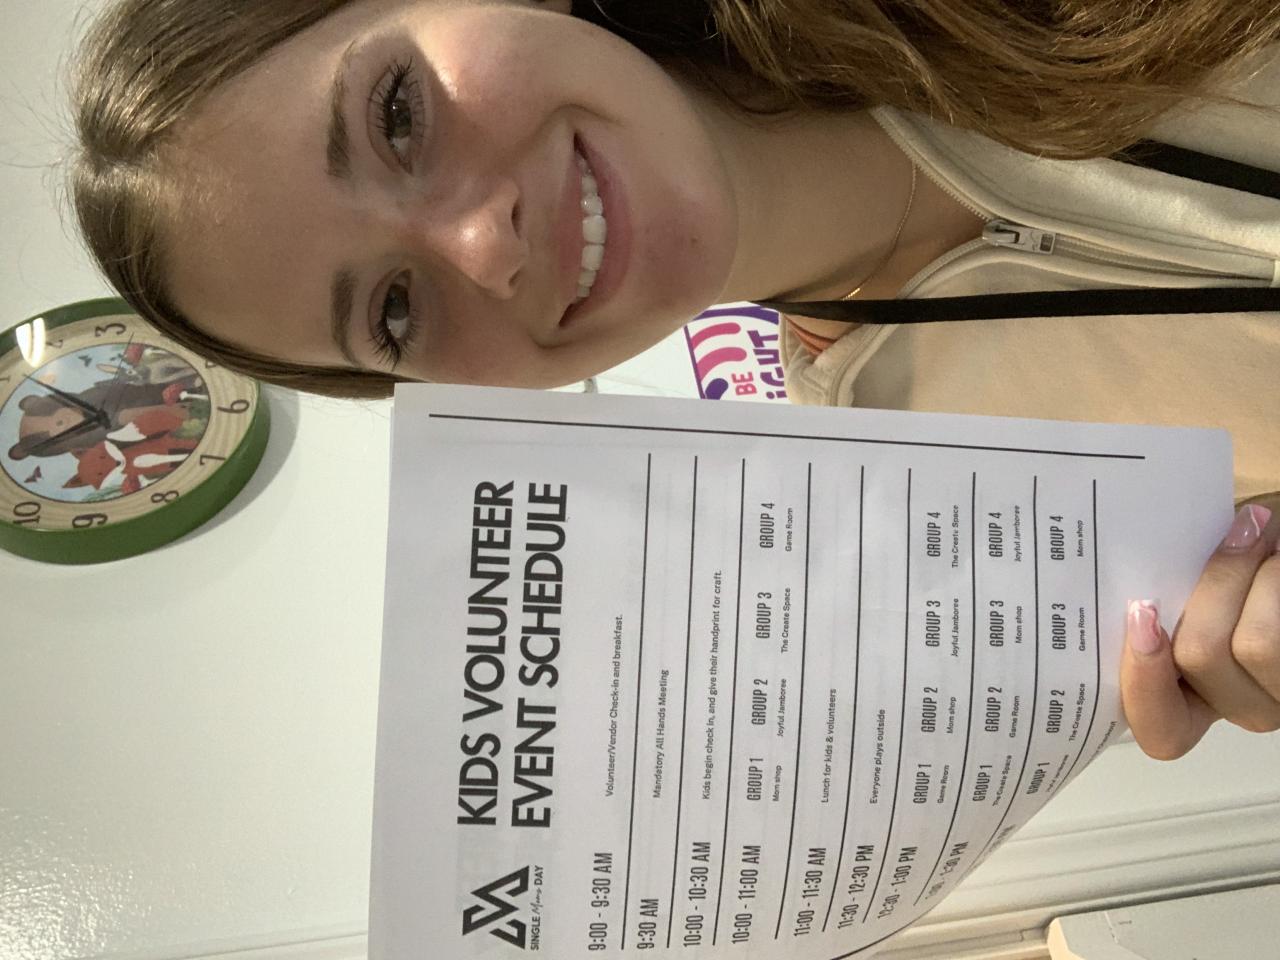 SINGLE Moms DAY
KIDS VOLUNTEER
EVENT SCHEDULE
9:00 - 9:30 AM Volunteer/Vendor Check-in and breakfast.
9:30 AM Mandatory All Hands Meeting
10:00 - 10:30 AM Kids begin check in, and give their handprint for craft.
10:00 - 11:00 AM GROUP 1 GROUP 2 GROUP 3 GROUP 4
Mom shop Joyful Jamboree The Create Space Game Room
11:00 - 11:30 AM Lunch for kids & volunteers
11:30 - 12:30 PM Everyone plays outside
12:30 - 1:00 PM GROUP 1 GROUP 2 GROUP 3 GROUP 4
Game Room Mom shop Joyful Jamboree The Create Space
1:30 PM GROUP 1 GROUP 2 GROUP 3 GROUP 4
The Create Space Game Room Mom shop Joyful Jamboree
GROUP 1 GROUP 2 GROUP 3 GROUP 4
The Create Space Game Room Mom shop
BE
3
6
7
8
9
10